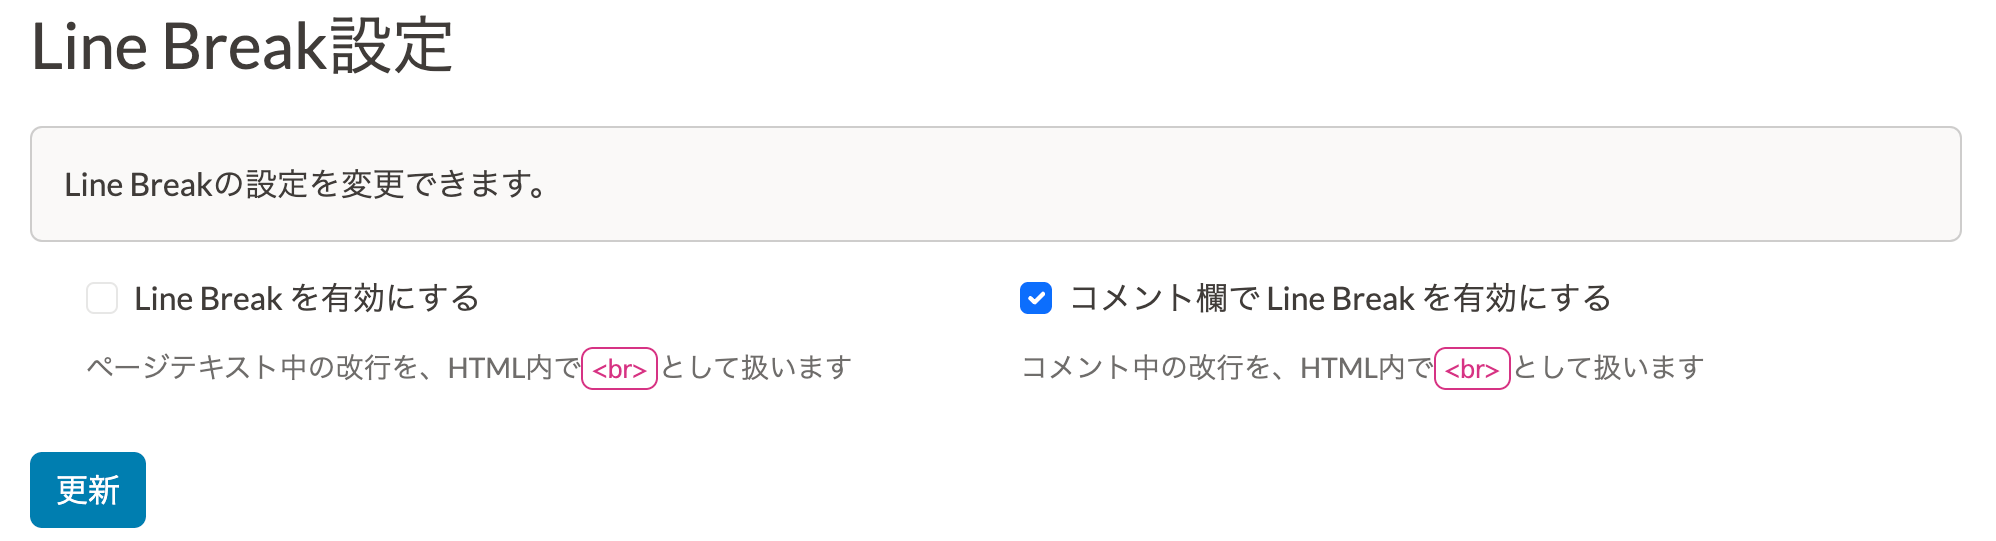 Line Break設定
Line Breakの設定を変更できます。
Line Break を有効にする
ページテキスト中の改行を、HTML内で<br>として扱います
コメント欄で Line Break を有効にする
コメント中の改行を、HTML内で<br>として扱います
更新